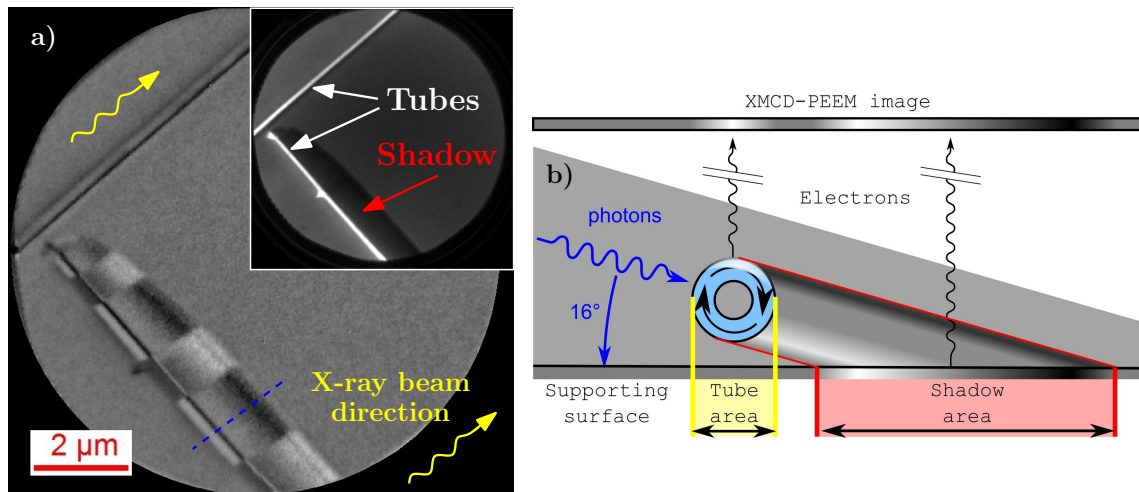 a)
Tubes
Shadow
X-ray beam
direction
2 µm
XMCD-PEEM image
b)
Electrons
photons
16°
Supporting
surface
Tube
area
Shadow
area